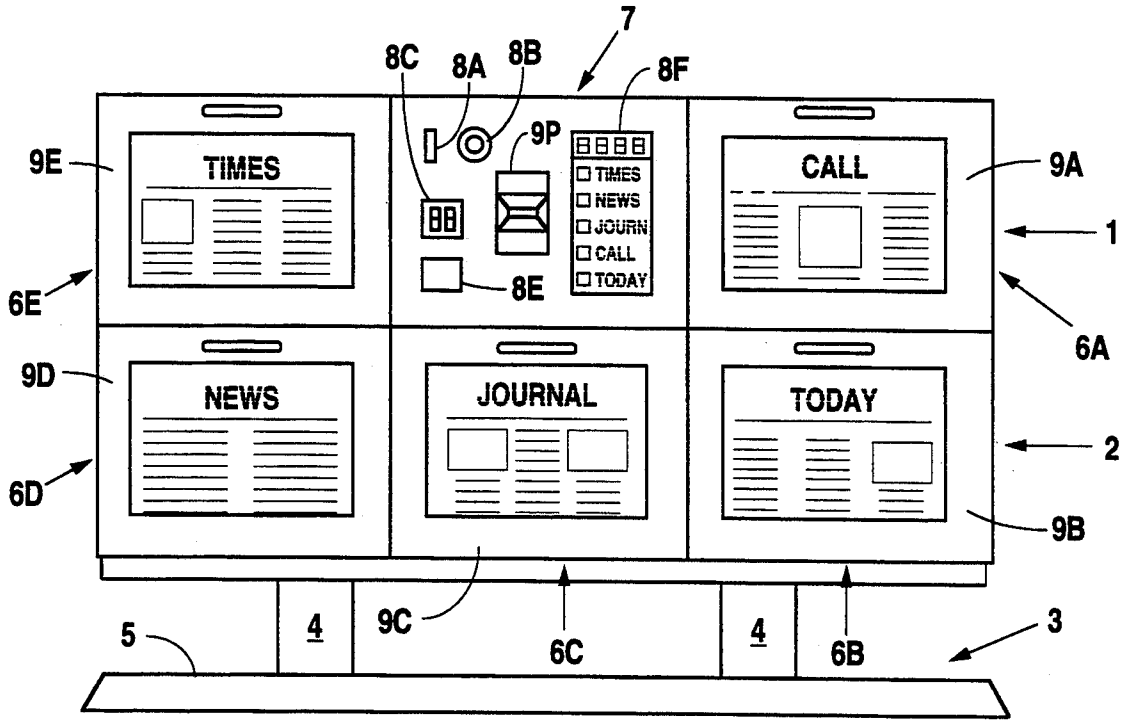 7
8C
8A
8B
8F
9P
9E
TIMES
TIMES
NEWS
JOURN
CALL
TODAY
CALL
9A
1
8E
6E
6A
9D
NEWS
JOURNAL
TODAY
2
6D
9B
9C
4
4
5
6C
6B
3